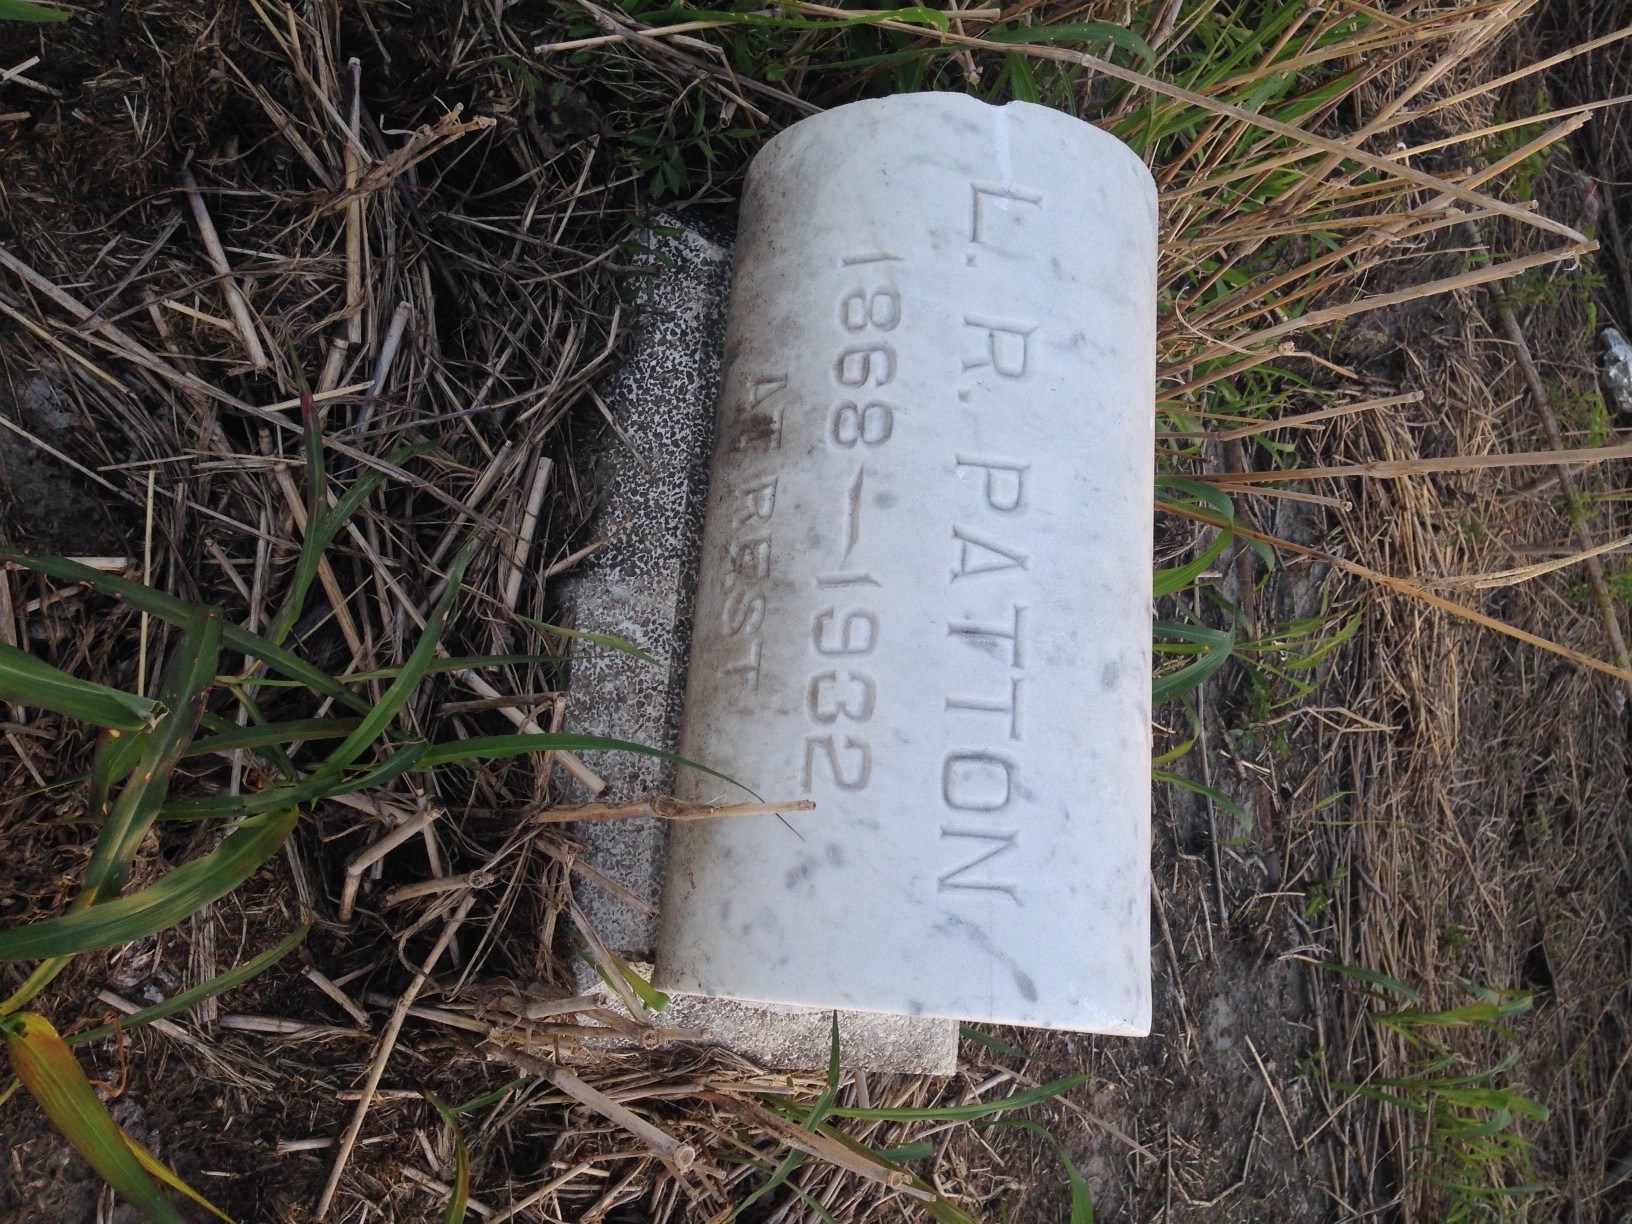 L. R. PATTON
1868–1932
AT REST